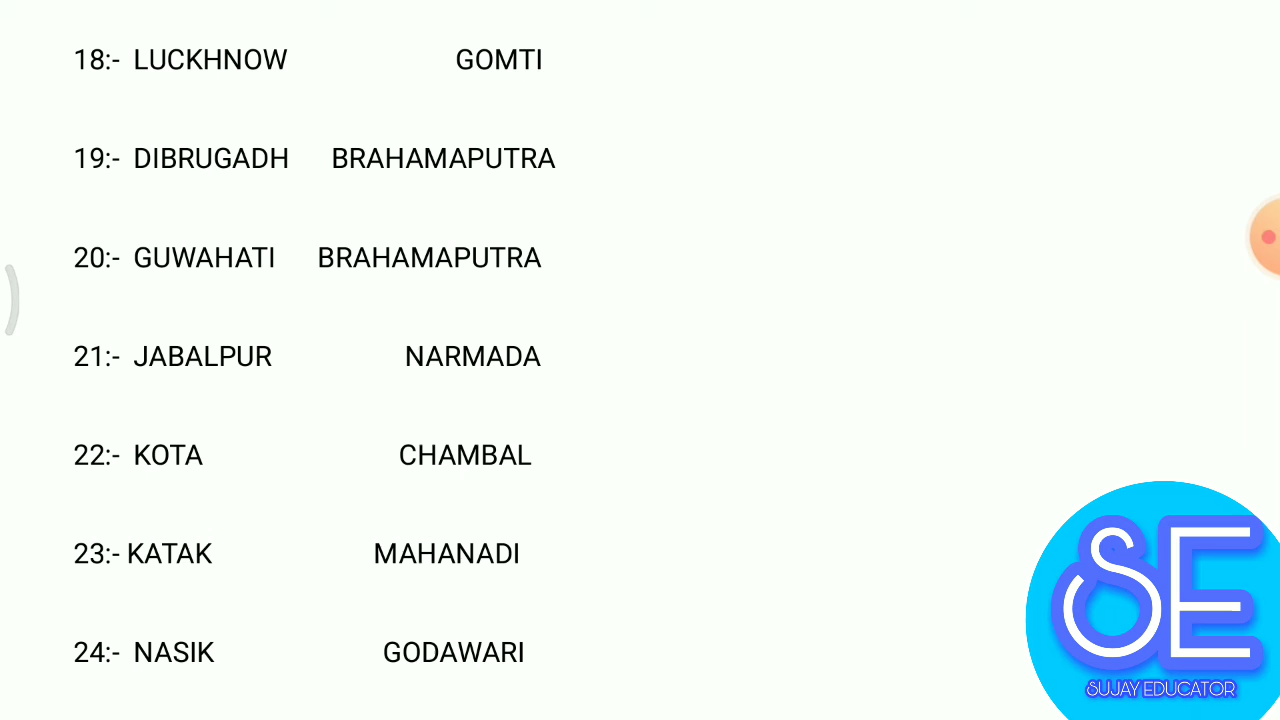 18:- LUCKHNOW GOMTI
19:- DIBRUGADH BRAHAMAPUTRA
20:- GUWAHATI BRAHAMAPUTRA
21:- JABALPUR NARMADA
22:- KOTA CHAMBAL
23:- KATAK MAHANADI
24:- NASIK GODAWARI
SE
SUJAY EDUCATOR